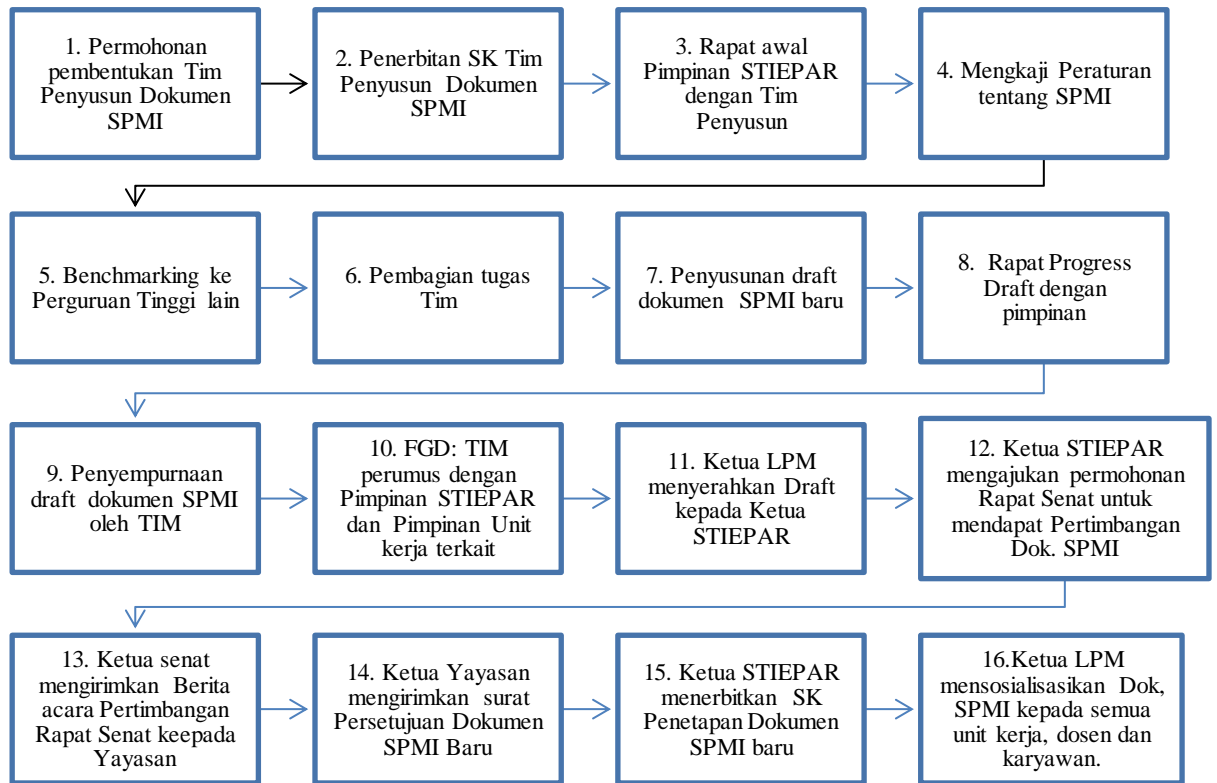 1. Permohonan
pembentukan Tim
Penyusun Dokumen
SPMI
2. Penerbitan SK Tim
Penyusun Dokumen
SPMI
3. Rapat awal
Pimpinan STIEPAR
dengan Tim
Penyusun
4. Mengkaji Peraturan
tentang SPMI
5. Benchmarking ke
Perguruan Tinggi lain
6. Pembagian tugas
Tim
7. Penyusunan draft
dokumen SPMI baru
8. Rapat Progress
Draft dengan
pimpinan
9. Penyempurnaan
draft dokumen SPMI
oleh TIM
10. FGD: TIM
perumus dengan
Pimpinan STIEPAR
dan Pimpinan Unit
kerja terkait
11. Ketua LPM
menyerahkan Draft
kepada Ketua
STIEPAR
12. Ketua STIEPAR
mengajukan permohonan
Rapat Senat untuk
mendapat Pertimbangan
Dok. SPMI
13. Ketua senat
mengirimkan Berita
acara Pertimbangan
Rapat Senat keepada
Yayasan
14. Ketua Yayasan
mengirimkan surat
Persetujuan Dokumen
SPMI Baru
15. Ketua STIEPAR
menerbitkan SK
Penetapan Dokumen
SPMI baru
16.Ketua LPM
mensosialisasikan Dok,
SPMI kepada semua
unit kerja, dosen dan
karyawan.